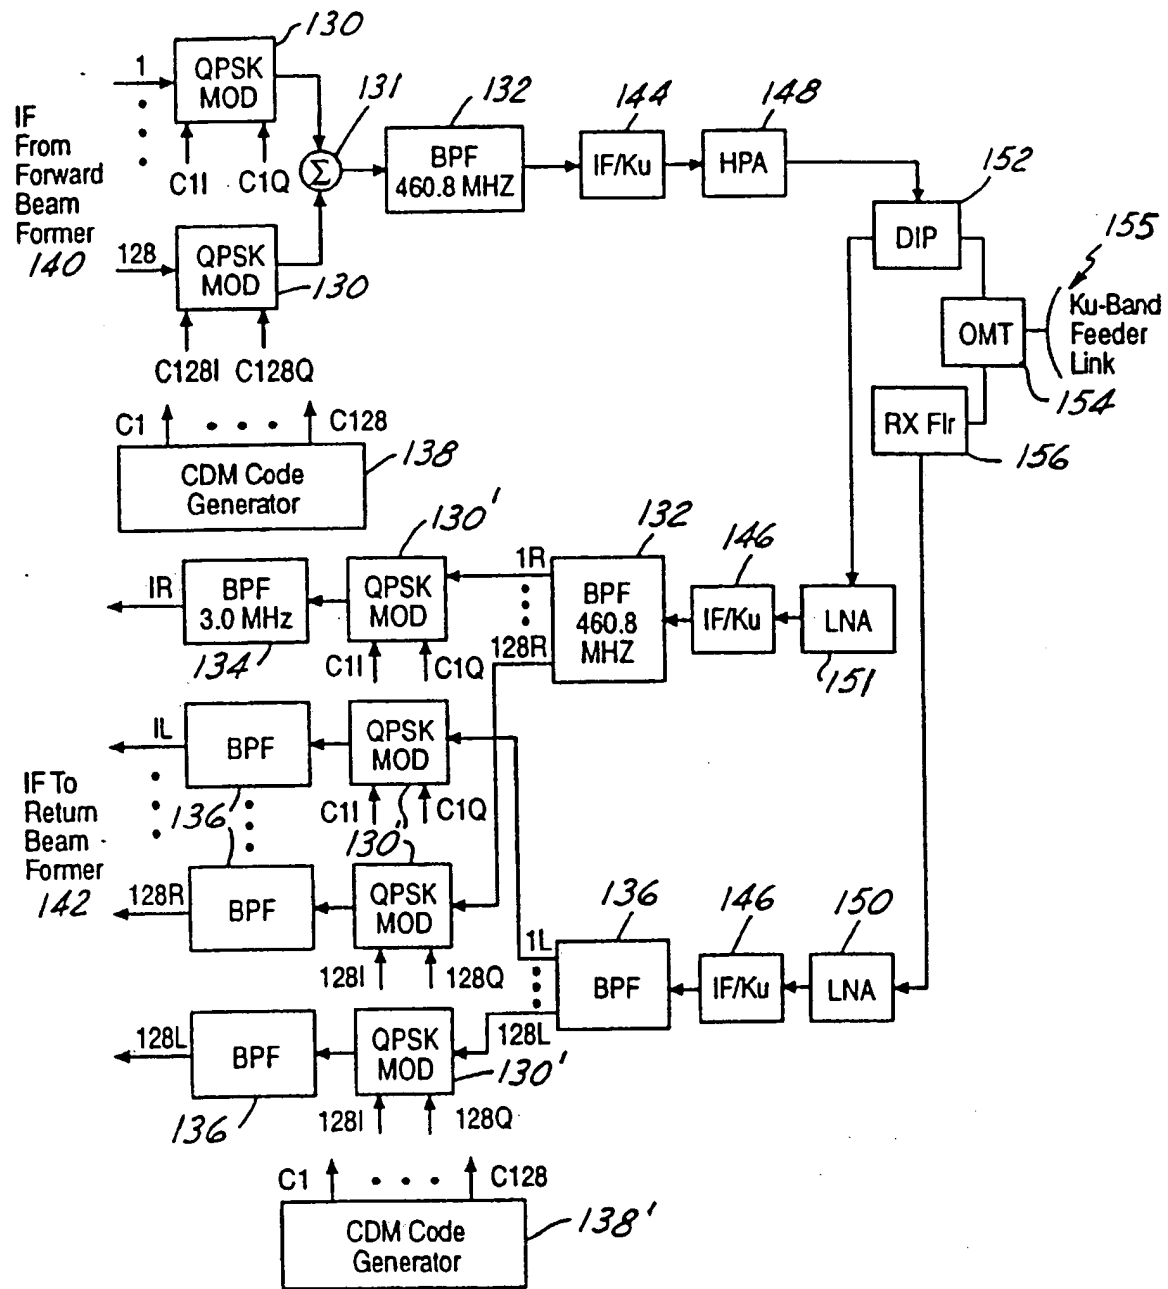 130
1
QPSK
MOD
131
132
144
148
IF
From
Forward
Beam
Former
140
C1I
C1Q
Σ
BPF
460.8 MHZ
IF/Ku
HPA
152
DIP
155
128
QPSK
MOD
130
Ku-Band
Feeder
Link
OMT
154
C128I
C128Q
RX Flr
156
C1
C128
CDM Code
Generator
138
130'
132
146
IR
BPF
3.0 MHz
134
QPSK
MOD
1R
128R
BPF
460.8
MHZ
IF/Ku
LNA
151
C1I
C1Q
IL
BPF
136
QPSK
MOD
C1I
C1Q
130'
IF To
Return
Beam
Former
142
128R
BPF
QPSK
MOD
128I
128Q
136
146
150
1L
128L
BPF
IF/Ku
LNA
128L
BPF
136
QPSK
MOD
130'
128I
128Q
C1
C128
CDM Code
Generator
138'